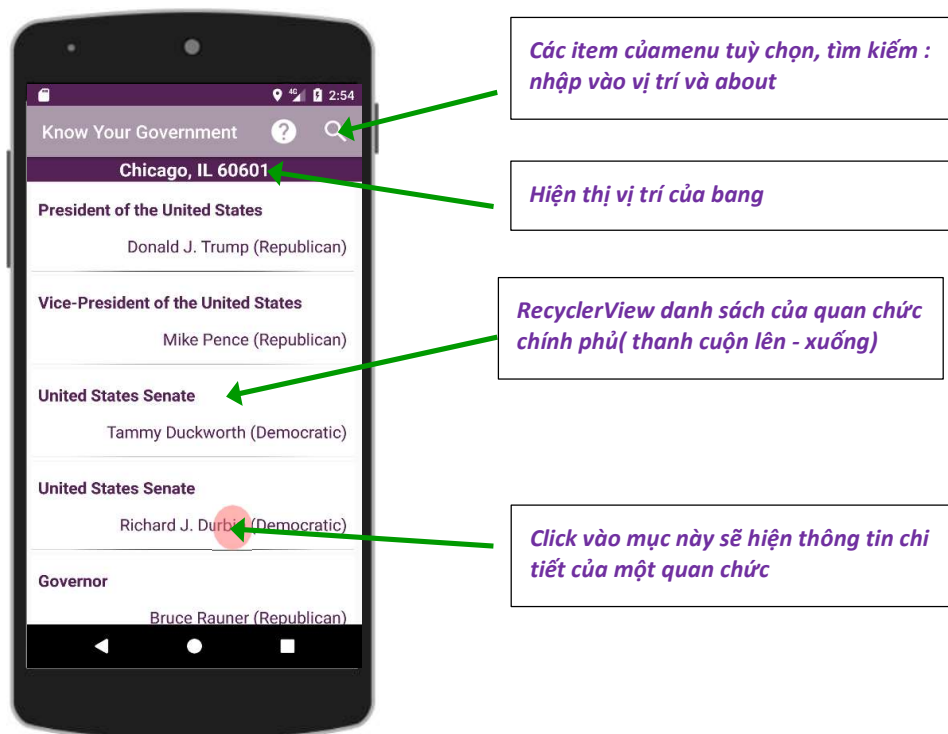 2:54
Know Your Government
Chicago, IL 60601
President of the United States
Donald J. Trump (Republican)
Vice-President of the United States
Mike Pence (Republican)
United States Senate
Tammy Duckworth (Democratic)
United States Senate
Richard J. Durbin (Democratic)
Governor
Bruce Rauner (Republican)
Các item củamenu tuỳ chọn, tìm kiếm :
nhập vào vị trí và about
Hiện thị vị trí của bang
RecyclerView danh sách của quan chức
chính phủ( thanh cuộn lên - xuống)
Click vào mục này sẽ hiện thông tin chi
tiết của một quan chức